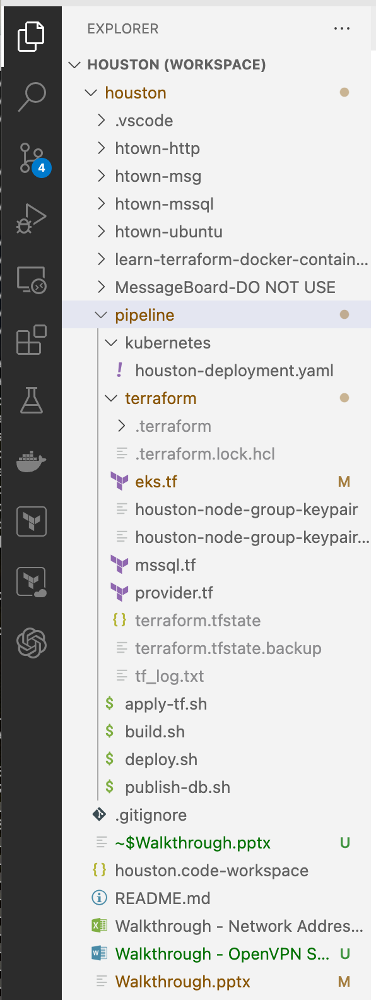 EXPLORER
HOUSTON (WORKSPACE)
houston
.vscode
htown-http
htown-msg
4
htown-mssql
htown-ubuntu
learn-terraform-docker-contain...
MessageBoard-DO NOT USE
pipeline
kubernetes
! houston-deployment.yaml
terraform
.terraform
.terraform.lock.hcl
eks.tf M
houston-node-group-keypair
houston-node-group-keypair...
mssql.tf
provider.tf
{} terraform.tfstate
terraform.tfstate.backup
tf_log.txt
$ apply-tf.sh
$ build.sh
$ deploy.sh
$ publish-db.sh
.gitignore
~$Walkthrough.pptx U
{} houston.code-workspace
README.md
Walkthrough - Network Addres...
Walkthrough - OpenVPN S... U
Walkthrough.pptx M